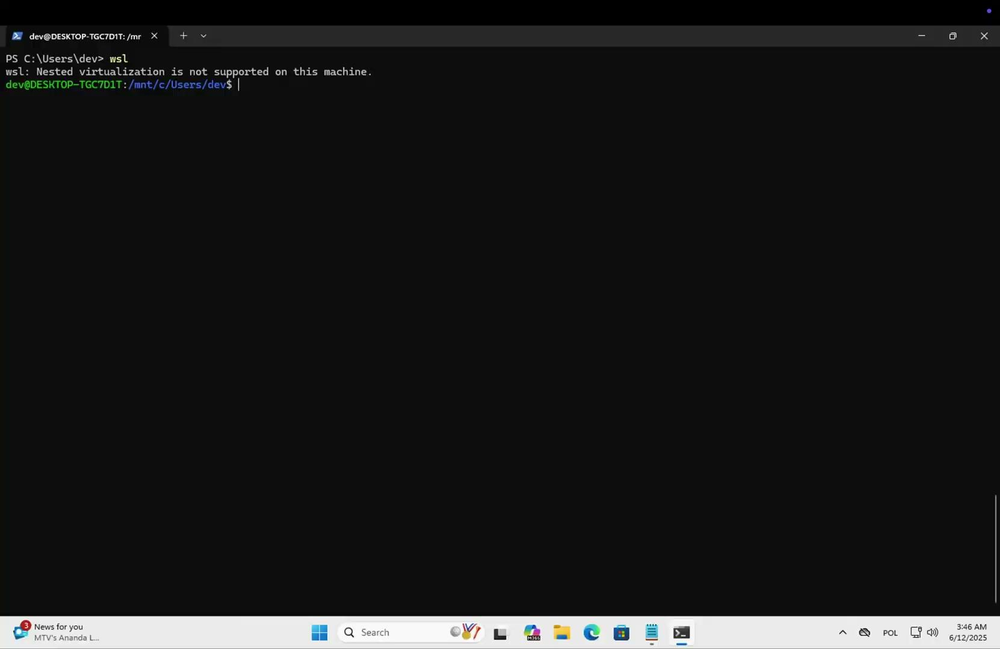 dev@DESKTOP-TGC7D1T: /mr
PS C:\Users\dev> wsl
wsl: Nested virtualization is not supported on this machine.
dev@DESKTOP-TGC7D1T:/mnt/c/Users/dev$
3
News for you
MTV's Ananda L...
Search
M365
POL
3:46 AM
6/12/2025